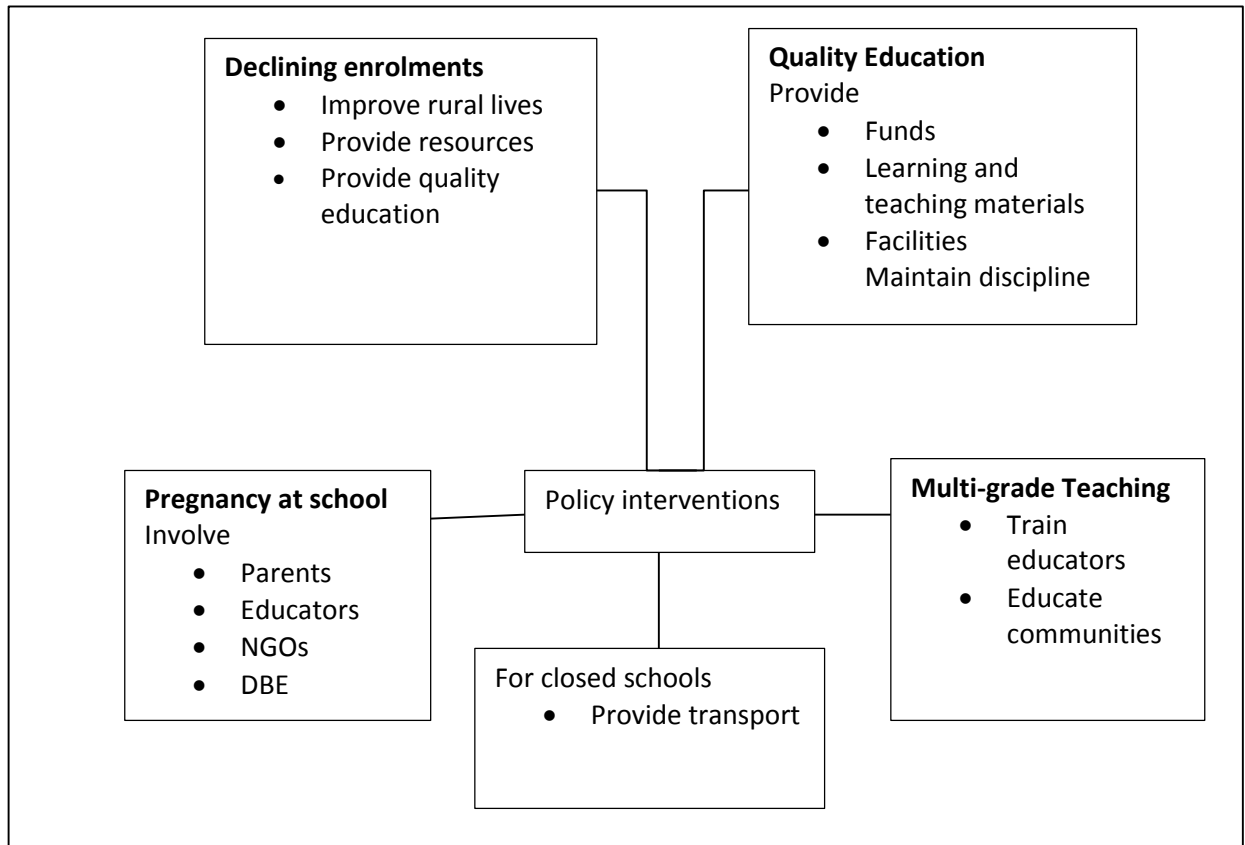 Declining enrolments
• Improve rural lives
• Provide resources
• Provide quality
education
Quality Education
Provide
• Funds
• Learning and
teaching materials
• Facilities
Maintain discipline
Pregnancy at school
Involve
• Parents
• Educators
• NGOs
• DBE
Policy interventions
Multi-grade Teaching
• Train
educators
• Educate
communities
For closed schools
• Provide transport